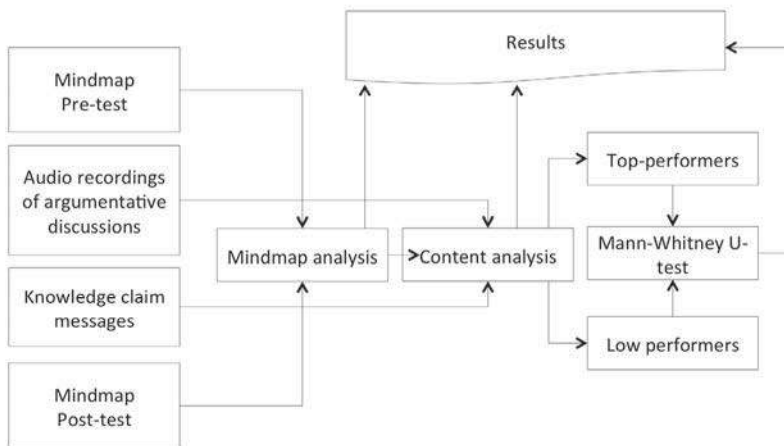 Results
Mindmap
Pre-test
Audio recordings
of argumentative
discussions
Knowledge claim
messages
Mindmap
Post-test
Mindmap analysis
Content analysis
Top-performers
Mann-Whitney U-
test
Low performers